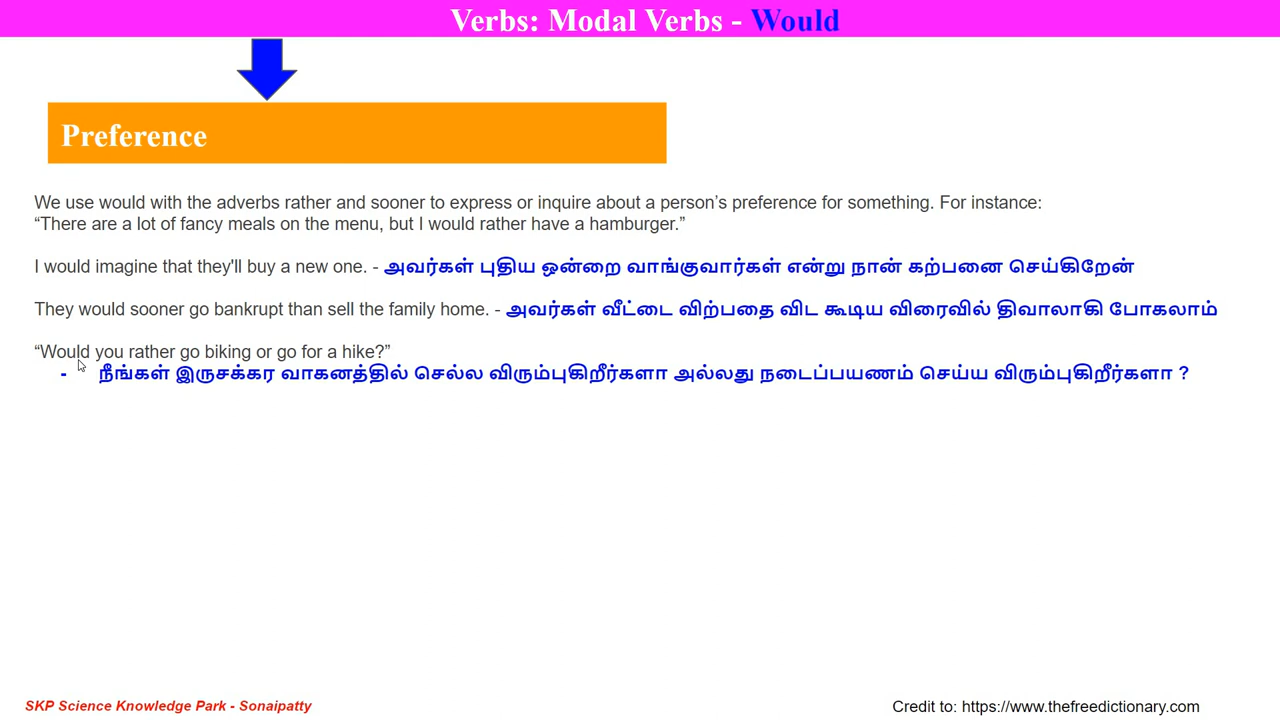 Verbs: Modal Verbs - Would
Preference
We use would with the adverbs rather and sooner to express or inquire about a person’s preference for something. For instance:
“There are a lot of fancy meals on the menu, but I would rather have a hamburger.”
I would imagine that they'll buy a new one. - அவர்கள் புதிய ஒன்றை வாங்குவார்கள் என்று நான் கற்பனை செய்கிறேன்
They would sooner go bankrupt than sell the family home. - அவர்கள் வீட்டை விற்பதை விட கூடிய விரைவில் திவாலாகி போகலாம்
“Would you rather go biking or go for a hike?”
- நீங்கள் இருசக்கர வாகனத்தில் செல்ல விரும்புகிறீர்களா அல்லது நடைப்பயணம் செய்ய விரும்புகிறீர்களா ?
SKP Science Knowledge Park - Sonaipatty
Credit to: https://www.thefreedictionary.com